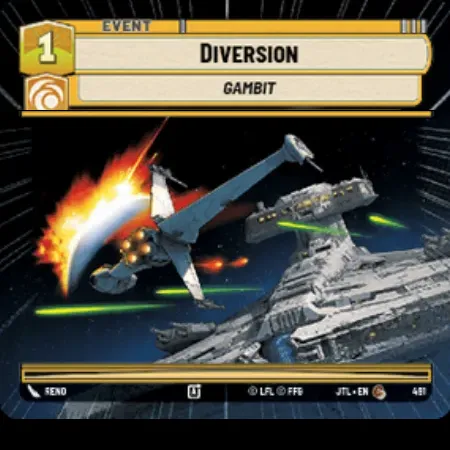 EVENT
1
DIVERSION
GAMBIT
RENO
A
© LFL © FFG
JTL • EN
491